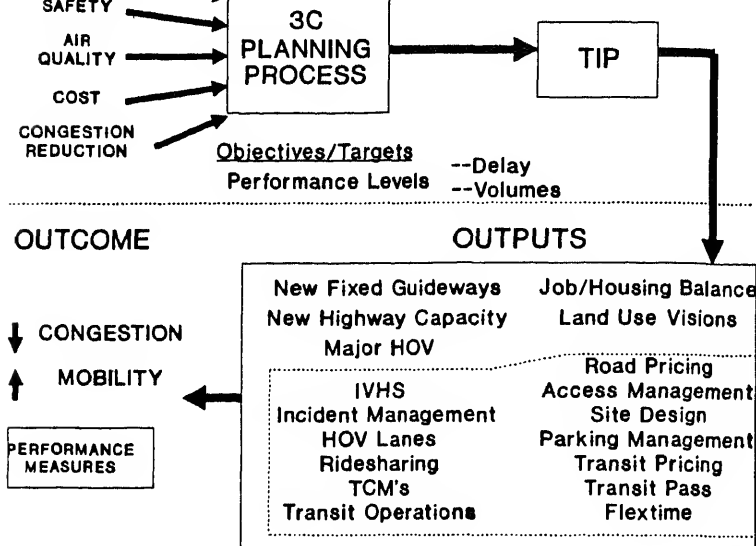 SAFETY
AIR
QUALITY
COST
CONGESTION
REDUCTION
3C
PLANNING
PROCESS
TIP
Objectives/Targets
Performance Levels
--Delay
--Volumes
OUTCOME
OUTPUTS
CONGESTION
MOBILITY
PERFORMANCE
MEASURES
New Fixed Guideways
New Highway Capacity
Major HOV
Job/Housing Balance
Land Use Visions
IVHS
Incident Management
HOV Lanes
Ridesharing
TCM's
Transit Operations
Road Pricing
Access Management
Site Design
Parking Management
Transit Pricing
Transit Pass
Flextime